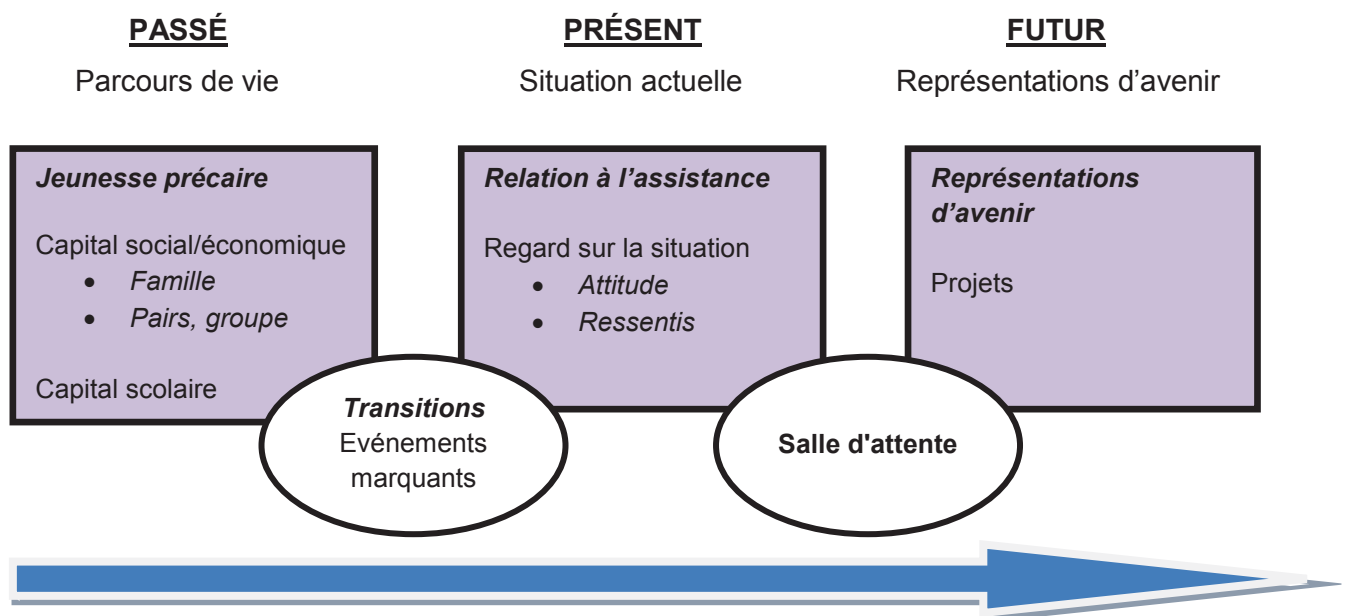 PASSÉ
Parcours de vie
PRÉSENT
Situation actuelle
FUTUR
Représentations d’avenir
Jeunesse précaire
Capital social/économique
• Famille
• Pairs, groupe
Capital scolaire
Transitions
Evénements
marquants
Relation à l’assistance
Regard sur la situation
• Attitude
• Ressentis
Salle d'attente
Représentations
d’avenir
Projets